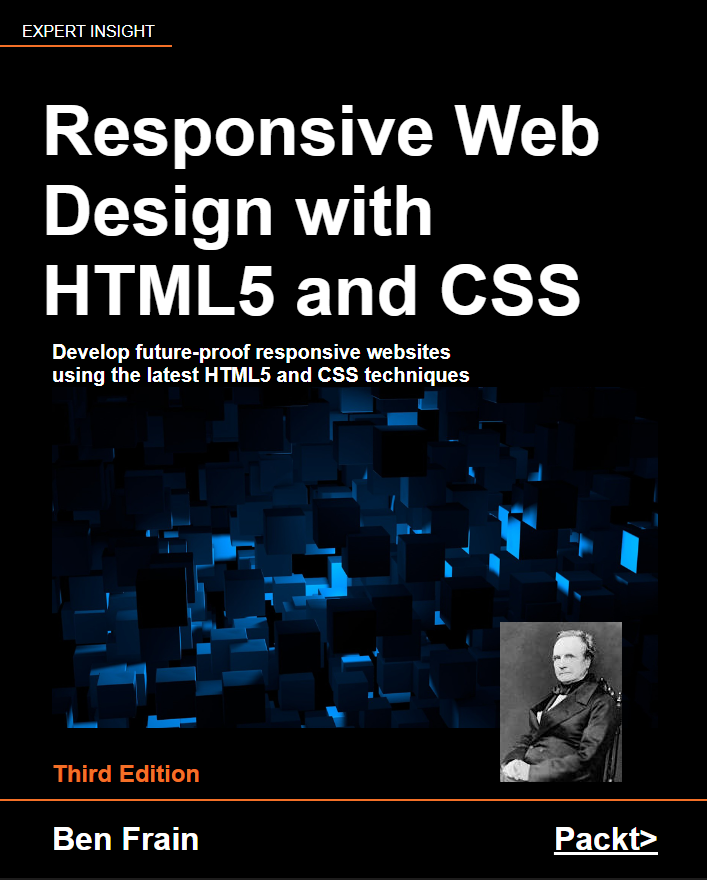 EXPERT INSIGHT
Responsive Web
Design with
HTML5 and CSS
Develop future-proof responsive websites
using the latest HTML5 and CSS techniques
Third Edition
Ben Frain
Packt>